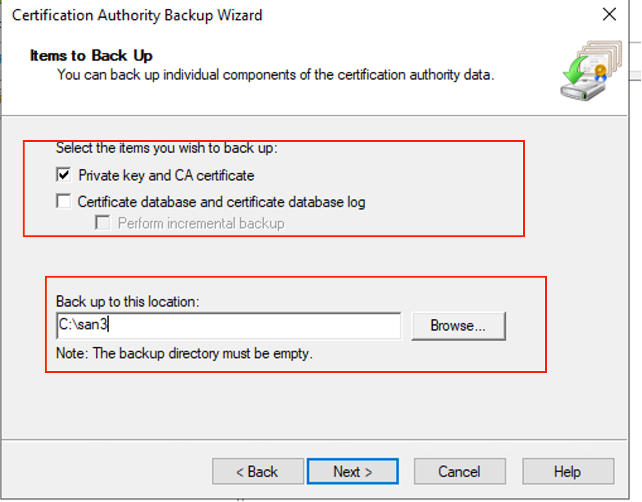 Certification Authority Backup Wizard
Items to Back Up
You can back up individual components of the certification authority data.
Select the items you wish to back up:
Private key and CA certificate
Certificate database and certificate database log
Perform incremental backup
Back up to this location:
C:\san3
Browse...
Note: The backup directory must be empty.
< Back
Next >
Cancel
Help